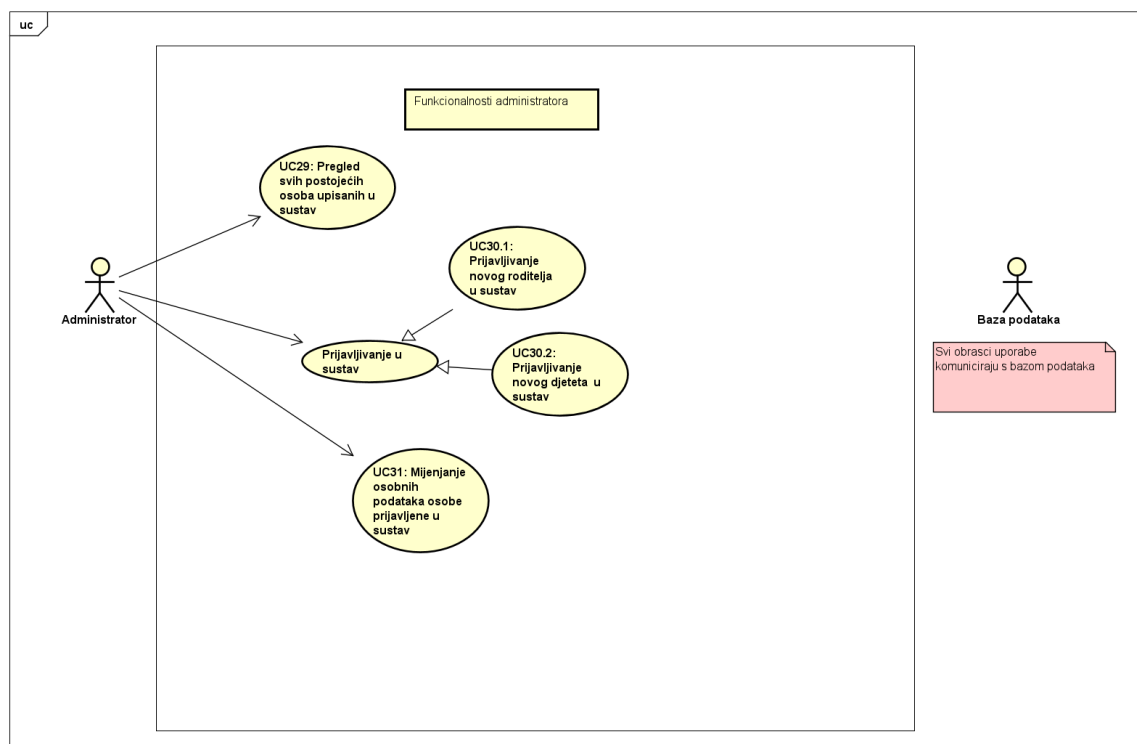 uc
Funkcionalnosti administratora
UC29: Pregled
svih postojećih
osoba upisanih u
sustav
UC30.1:
Prijavljivanje
novog roditelja
u sustav
Administrator
Baza podataka
Prijavljivanje u
sustav
UC30.2:
Prijavljivanje
novog djeteta u
sustav
Svi obrasci uporabe
komuniciraju s bazom podataka
UC31: Mijenjanje
osobnih
podataka osobe
prijavljene u
sustav